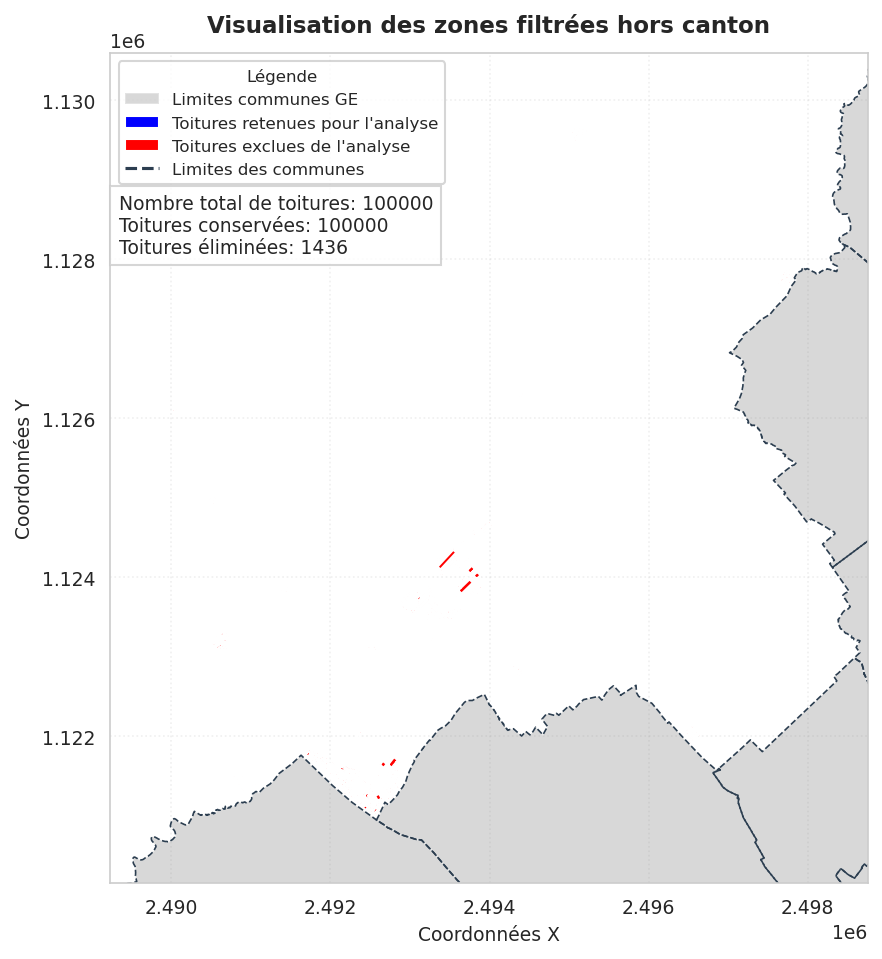 Visualisation des zones filtrées hors canton
1e6
Légende
Limites communes GE
Toitures retenues pour l'analyse
Toitures exclues de l'analyse
Limites des communes
Nombre total de toitures: 100000
Toitures conservées: 100000
Toitures éliminées: 1436
1.130
1.128
1.126
1.124
1.122
Coordonnées Y
2.490
2.492
2.494
2.496
2.498
Coordonnées X
1e6